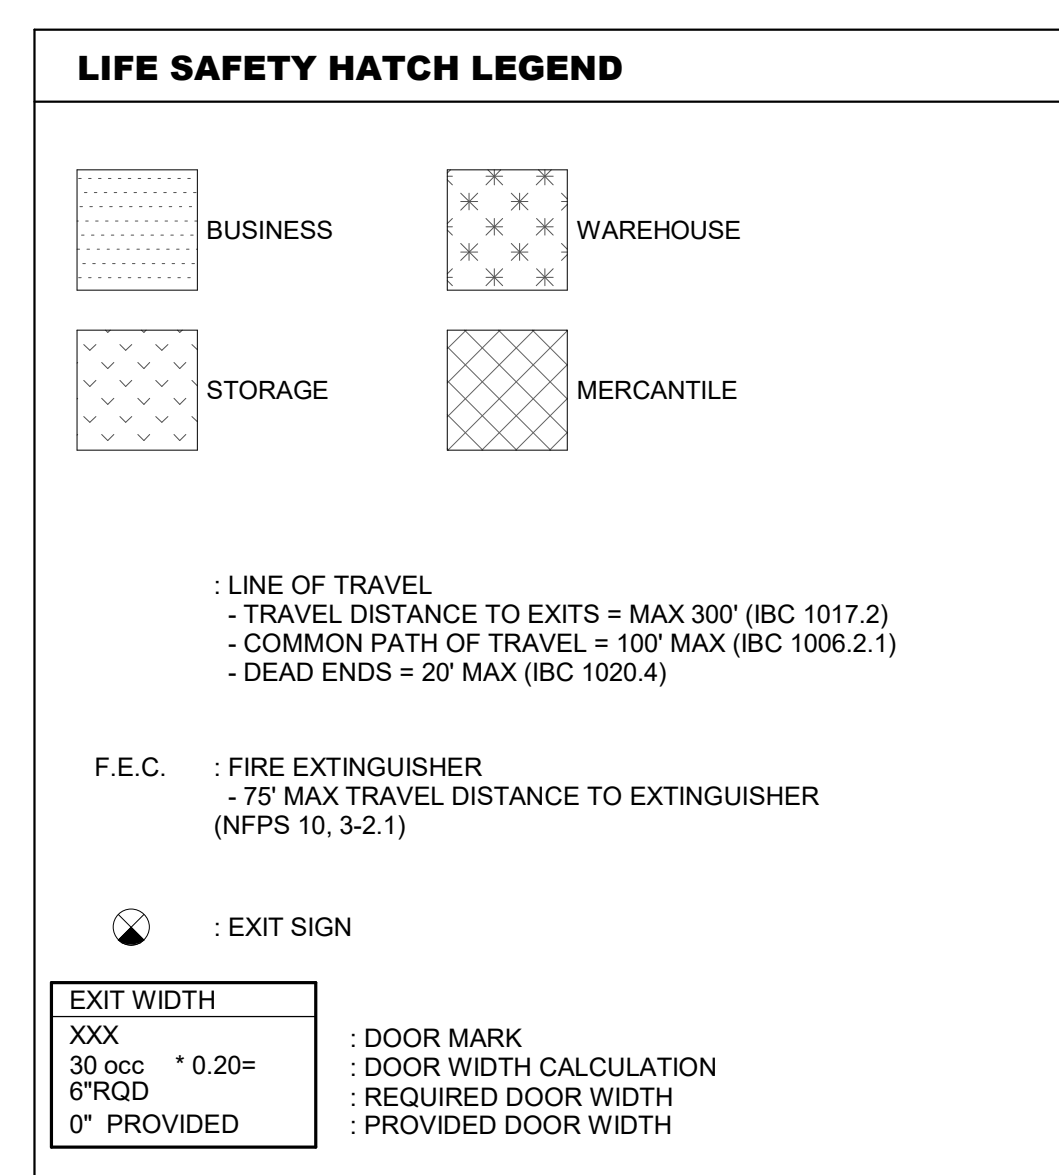 LIFE SAFETY HATCH LEGEND
BUSINESS
WAREHOUSE
STORAGE
MERCANTILE
: LINE OF TRAVEL
- TRAVEL DISTANCE TO EXITS = MAX 300' (IBC 1017.2)
- COMMON PATH OF TRAVEL = 100' MAX (IBC 1006.2.1)
- DEAD ENDS = 20' MAX (IBC 1020.4)
F.E.C. : FIRE EXTINGUISHER
- 75' MAX TRAVEL DISTANCE TO EXTINGUISHER
(NFPS 10, 3-2.1)
: EXIT SIGN
EXIT WIDTH
XXX : DOOR MARK
30 occ * 0.20= : DOOR WIDTH CALCULATION
6"RQD : REQUIRED DOOR WIDTH
0" PROVIDED : PROVIDED DOOR WIDTH